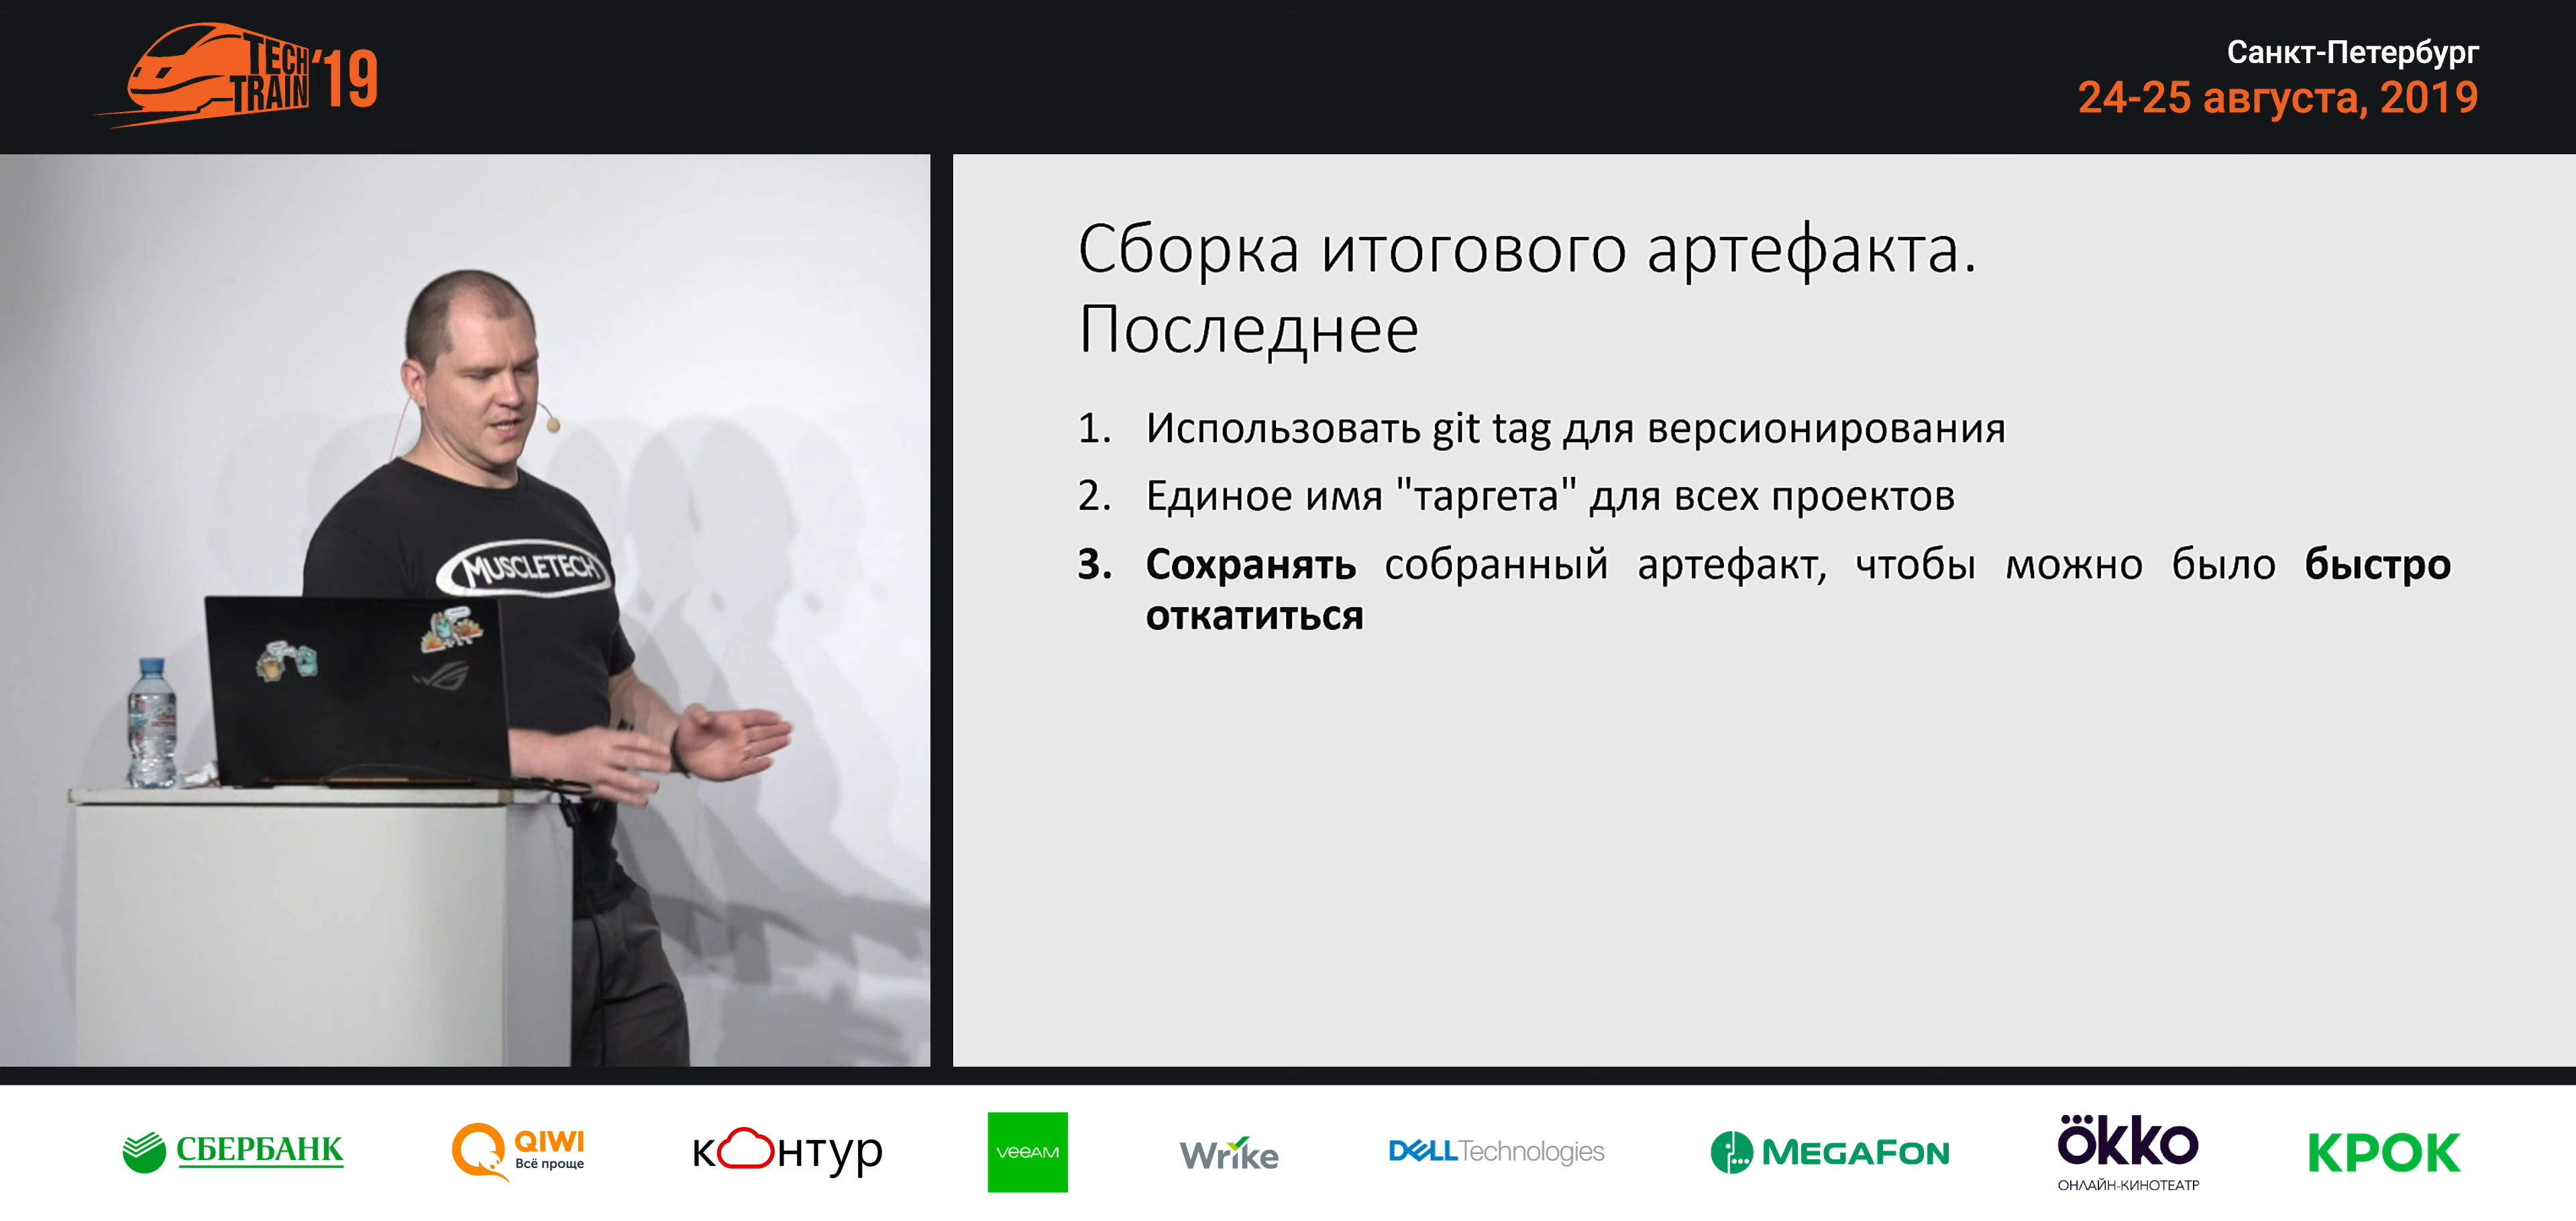 TECH
TRAIN'19
Санкт-Петербург
24-25 августа, 2019
Сборка итогового артефакта.
Последнее
1. Использовать git tag для версионирования
2. Единое имя "таргета" для всех проектов
3. Сохранять собранный артефакт, чтобы можно было быстро
откатиться
MUSCLETECH
СБЕРБАНК
QIWI
Всё проще
контур
veeam
Wrike
DELL Technologies
MEGAFON
ökko
ОНЛАЙН-КИНОТЕАТР
КРОК